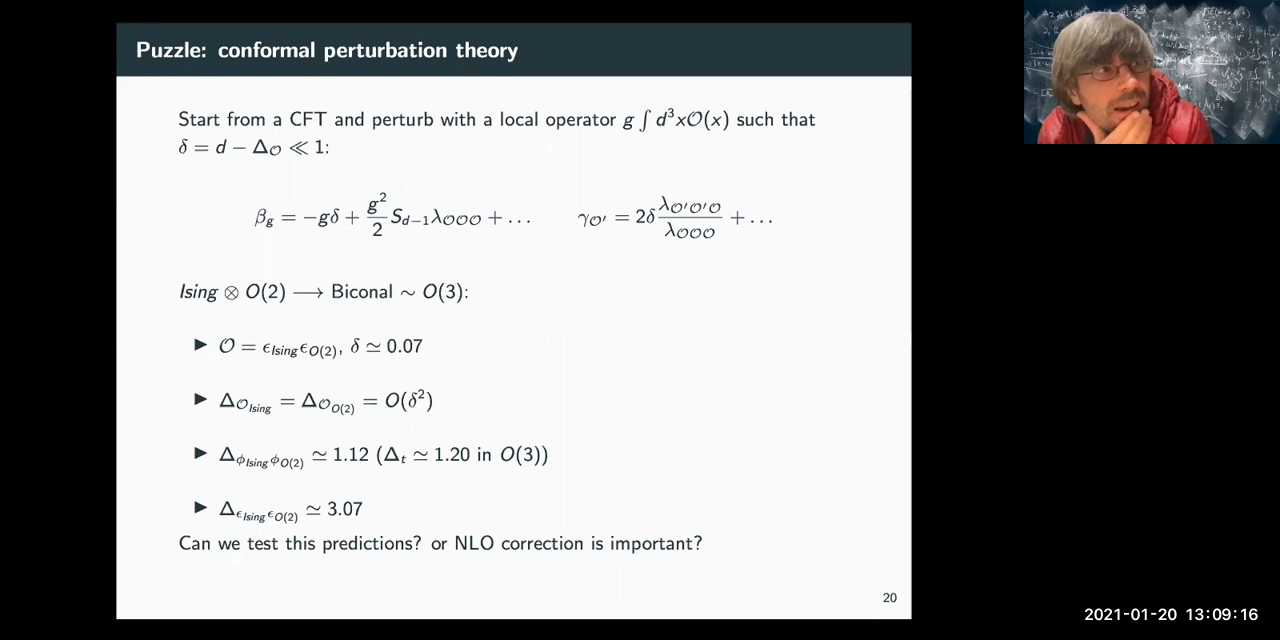 Puzzle: conformal perturbation theory
Start from a CFT and perturb with a local operator g ∫ d³x𝒪(x) such that
δ = d − Δ_𝒪 ≪ 1:
β_g = −gδ + g²/2 S_{d−1}λ_{𝒪𝒪𝒪} + … γ_{𝒪′} = 2δ λ_{𝒪′𝒪′𝒪}/λ_{𝒪𝒪𝒪} + …
Ising ⊗ O(2) ⟶ Biconal ∼ O(3):
▶ 𝒪 = ϵ_{Ising}ϵ_{O(2)}, δ ≃ 0.07
▶ Δ_{𝒪_{Ising}} = Δ_{𝒪_{O(2)}} = O(δ²)
▶ Δ_{ϕ_{Ising}ϕ_{O(2)}} ≃ 1.12 (Δ_t ≃ 1.20 in O(3))
▶ Δ_{ϵ_{Ising}ϵ_{O(2)}} ≃ 3.07
Can we test this predictions? or NLO correction is important?
20
2021-01-20 13:09:16